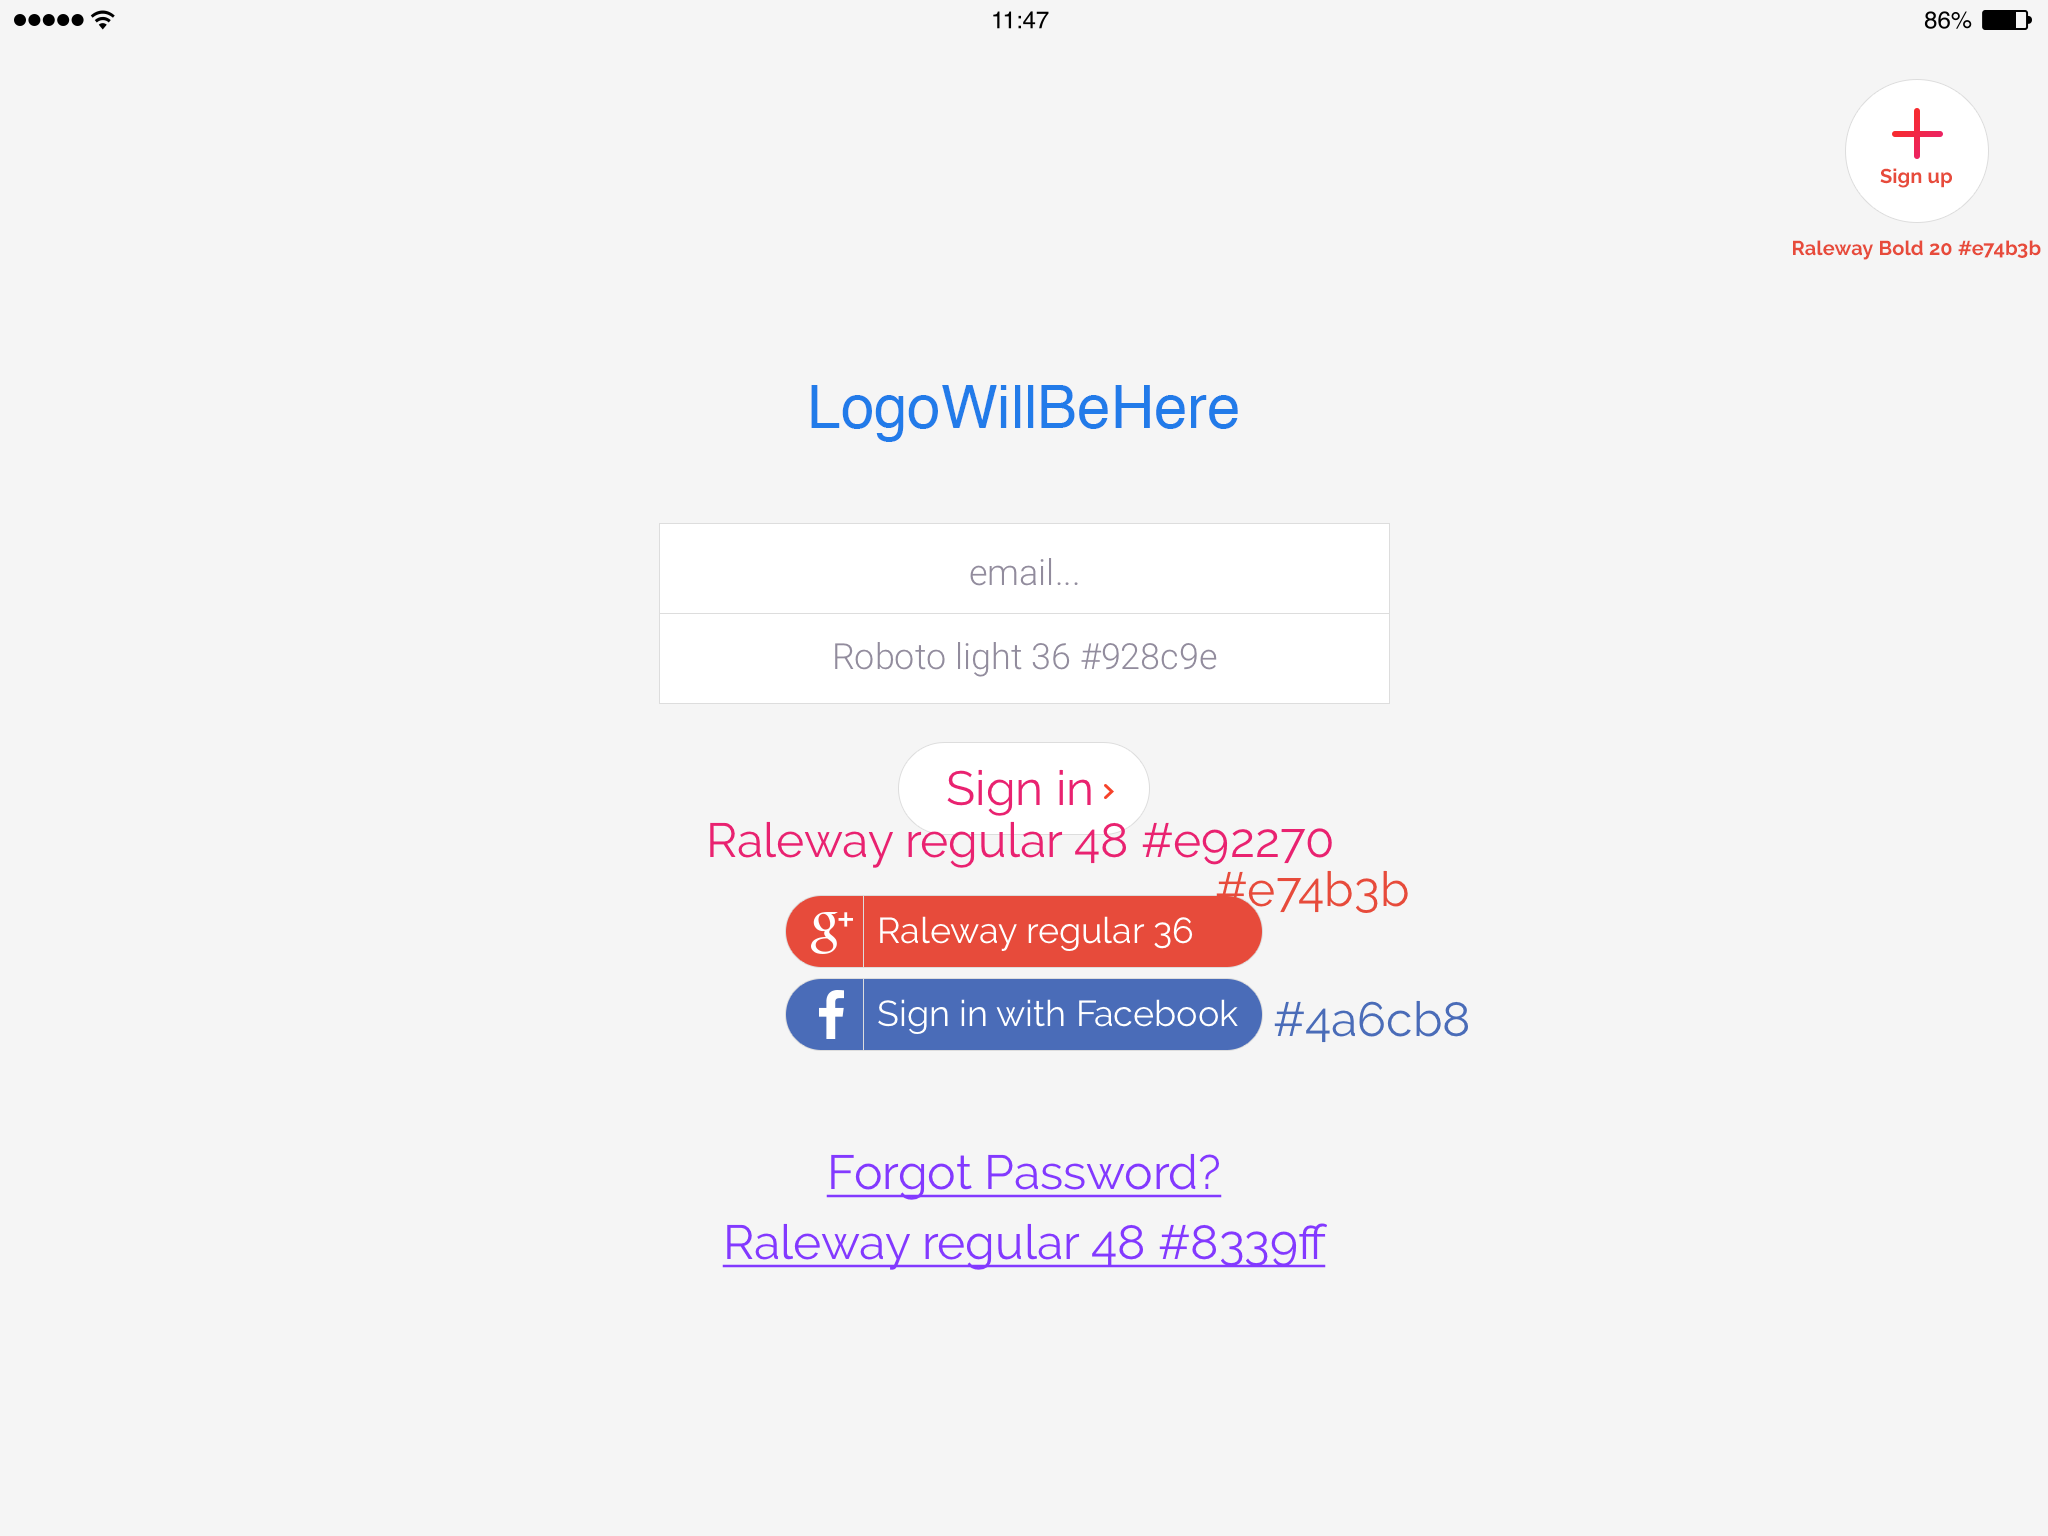 11:47
86%
Sign up
Raleway Bold 20 #e74b3b
LogoWillBeHere
email...
Roboto light 36 #928c9e
Sign in ›
Raleway regular 48 #e92270
#e74b3b
g+ Raleway regular 36
f Sign in with Facebook
#4a6cb8
Forgot Password?
Raleway regular 48 #8339ff